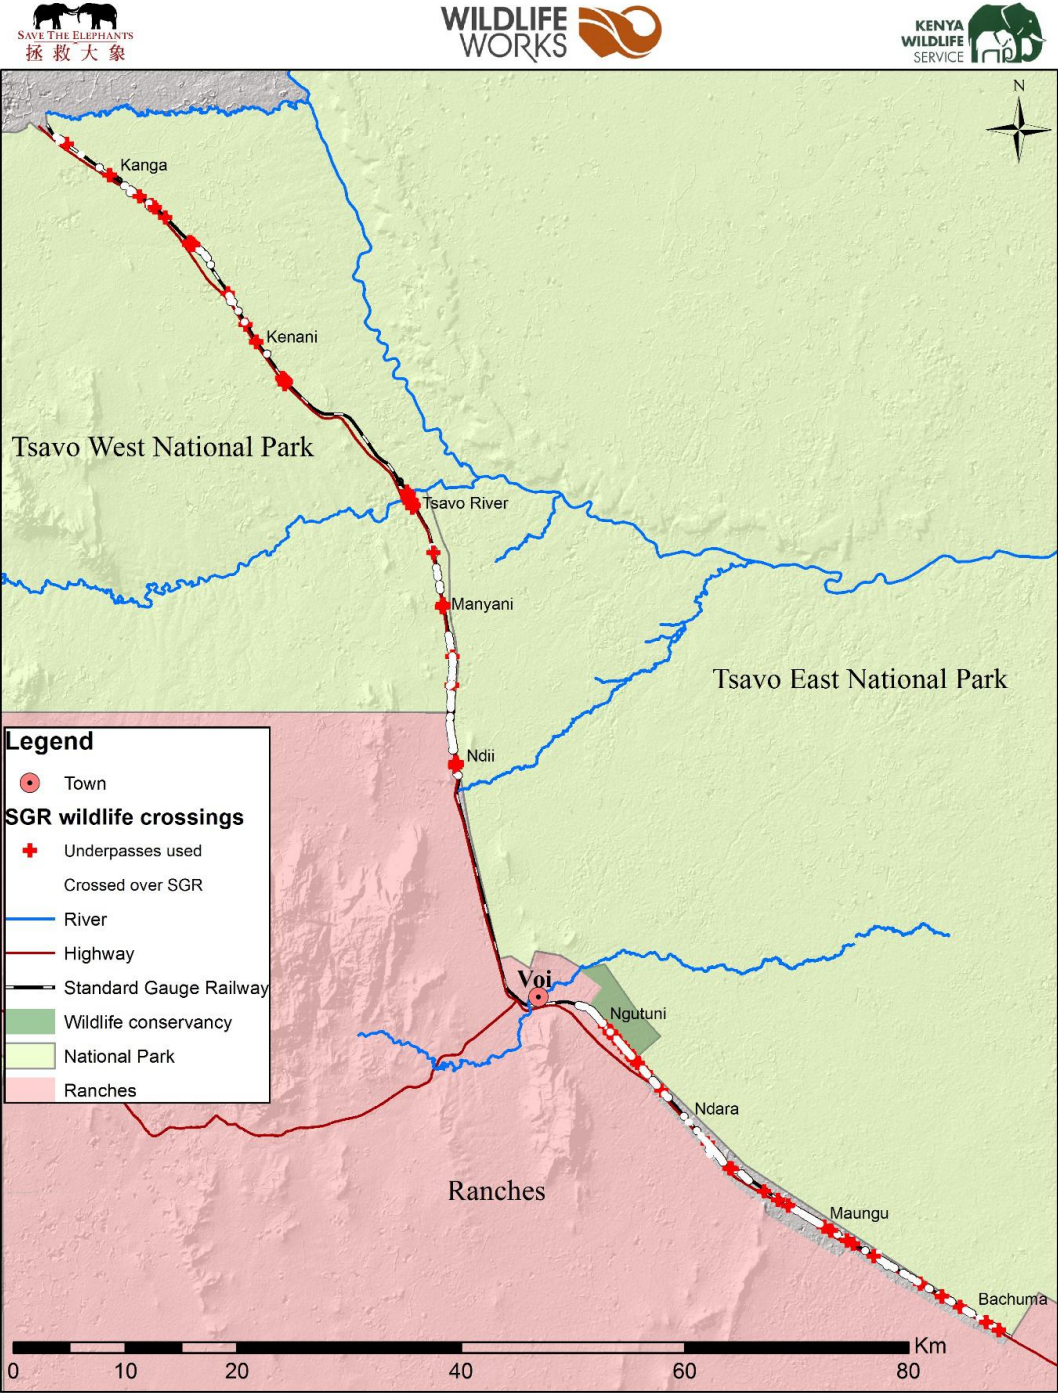 SAVE THE ELEPHANTS
拯救大象
WILDLIFE
WORKS
KENYA
WILDLIFE
SERVICE
N
Kanga
Kenani
Tsavo West National Park
Tsavo River
Manyani
Tsavo East National Park
Ndii
Legend
Town
SGR wildlife crossings
Underpasses used
Crossed over SGR
River
Highway
Standard Gauge Railway
Wildlife conservancy
National Park
Ranches
Voi
Ngutuni
Ndara
Ranches
Maungu
Bachuma
Km
0 10 20 40 60 80